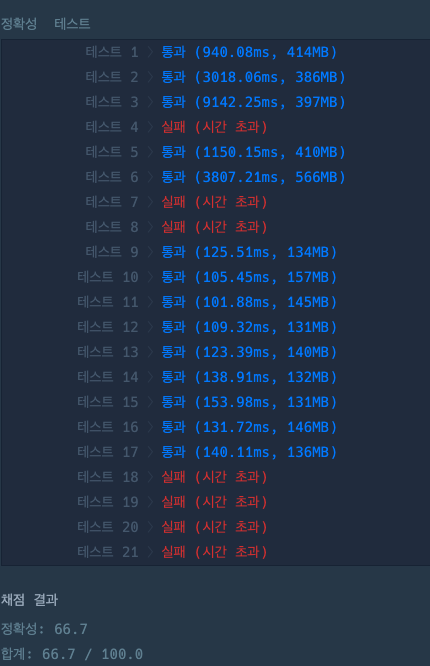 정확성 테스트
테스트 1 〉 통과 (940.08ms, 414MB)
테스트 2 〉 통과 (3018.06ms, 386MB)
테스트 3 〉 통과 (9142.25ms, 397MB)
테스트 4 〉 실패 (시간 초과)
테스트 5 〉 통과 (1150.15ms, 410MB)
테스트 6 〉 통과 (3807.21ms, 566MB)
테스트 7 〉 실패 (시간 초과)
테스트 8 〉 실패 (시간 초과)
테스트 9 〉 통과 (125.51ms, 134MB)
테스트 10 〉 통과 (105.45ms, 157MB)
테스트 11 〉 통과 (101.88ms, 145MB)
테스트 12 〉 통과 (109.32ms, 131MB)
테스트 13 〉 통과 (123.39ms, 140MB)
테스트 14 〉 통과 (138.91ms, 132MB)
테스트 15 〉 통과 (153.98ms, 131MB)
테스트 16 〉 통과 (131.72ms, 146MB)
테스트 17 〉 통과 (140.11ms, 136MB)
테스트 18 〉 실패 (시간 초과)
테스트 19 〉 실패 (시간 초과)
테스트 20 〉 실패 (시간 초과)
테스트 21 〉 실패 (시간 초과)
채점 결과
정확성: 66.7
합계: 66.7 / 100.0